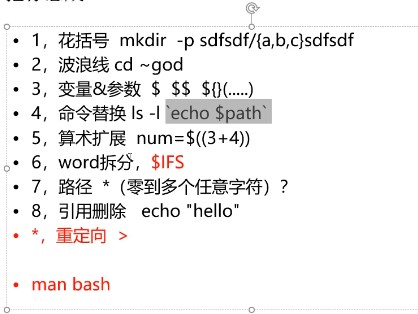 • 1，花括号 mkdir -p sdfsdf/{a,b,c}sdfsdf
• 2，波浪线 cd ~god
• 3，变量&参数 $ $$ ${}(.....)
• 4，命令替换 ls -l `echo $path`
• 5，算术扩展 num=$((3+4))
• 6，word拆分，$IFS
• 7，路径 *（零到多个任意字符）？
• 8，引用删除 echo "hello"
• *，重定向 >
• man bash